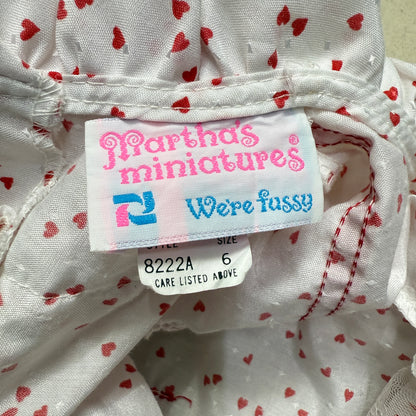 Martha's
miniatures®
We're fussy
STYLE SIZE
8222A 6
CARE LISTED ABOVE